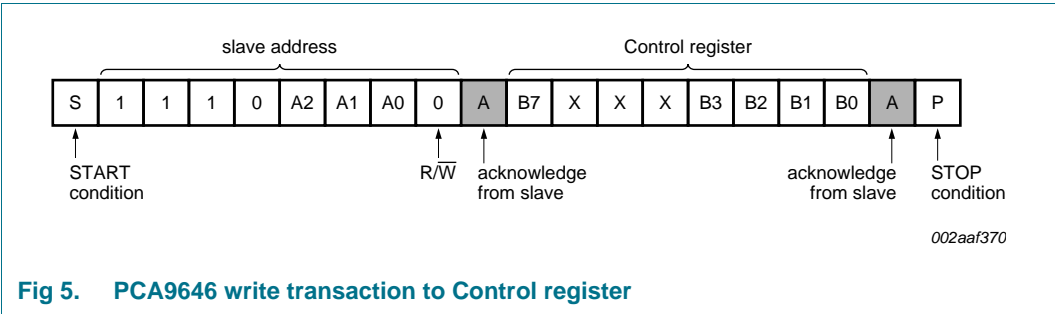 slave address Control register
S 1 1 1 0 A2 A1 A0 0 A B7 X X X B3 B2 B1 B0 A P
START condition
R/W̅
acknowledge from slave
acknowledge from slave
STOP condition
002aaf370
Fig 5. PCA9646 write transaction to Control register